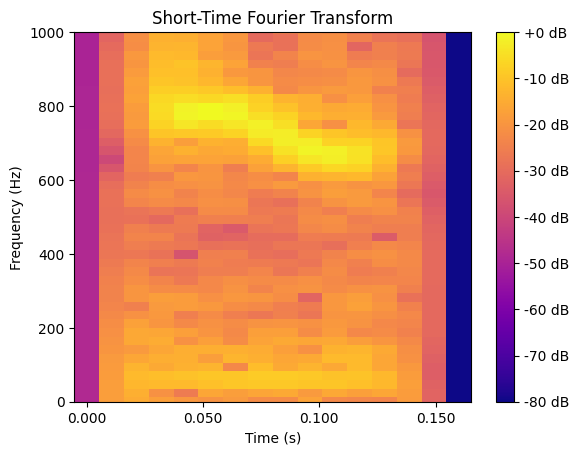 Short-Time Fourier Transform
1000
800
600
400
200
0
Frequency (Hz)
0.000
0.050
0.100
0.150
Time (s)
+0 dB
-10 dB
-20 dB
-30 dB
-40 dB
-50 dB
-60 dB
-70 dB
-80 dB